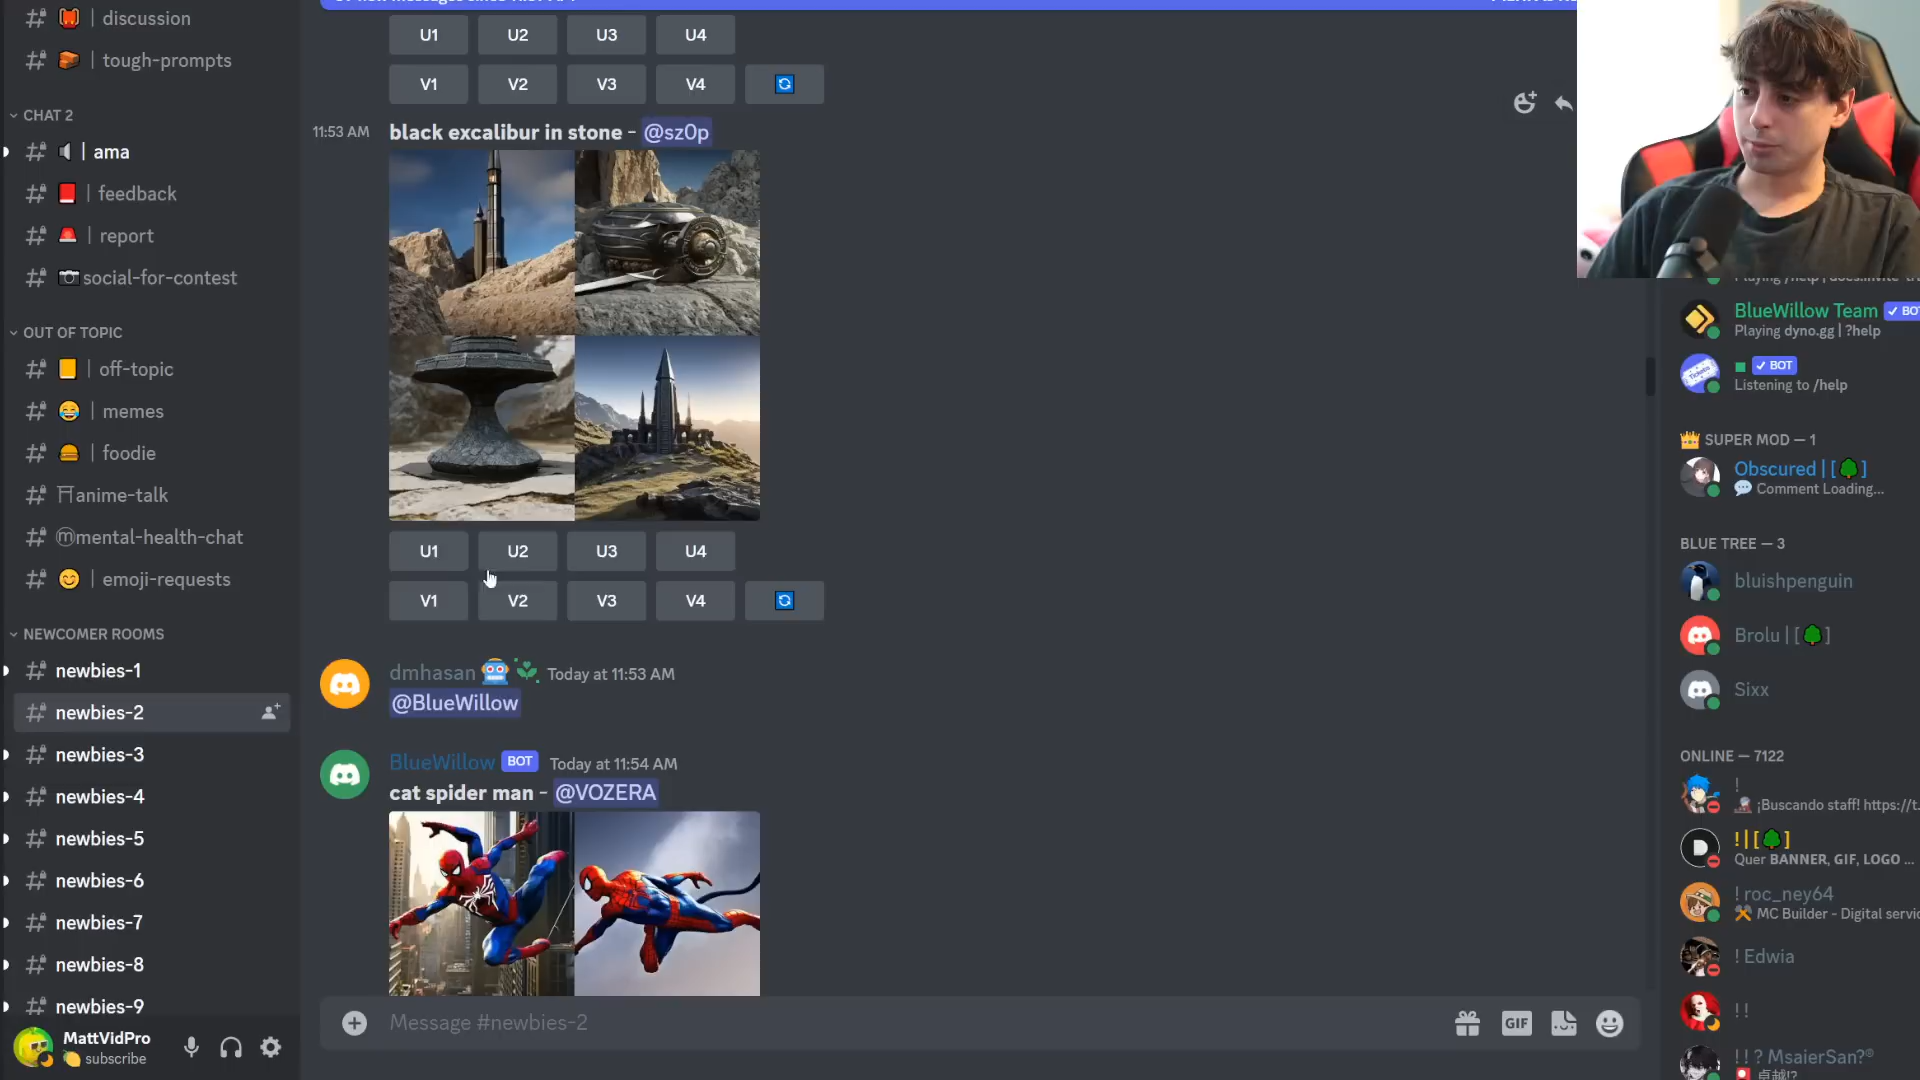 discussion
tough-prompts
CHAT 2
ama
feedback
report
social-for-contest
OUT OF TOPIC
off-topic
memes
foodie
anime-talk
mental-health-chat
emoji-requests
NEWCOMER ROOMS
newbies-1
newbies-2
newbies-3
newbies-4
newbies-5
newbies-6
newbies-7
newbies-8
newbies-9
MattVidPro
subscribe
U1 U2 U3 U4
V1 V2 V3 V4
11:53 AM black excalibur in stone - @sz0p
U1 U2 U3 U4
V1 V2 V3 V4
dmhasan Today at 11:53 AM
@BlueWillow
BlueWillow BOT Today at 11:54 AM
cat spider man - @VOZERA
Message #newbies-2
GIF
BlueWillow Team ✓ BOT
Playing dyno.gg | ?help
✓ BOT
Listening to /help
SUPER MOD — 1
Obscured | [🌳]
Comment Loading...
BLUE TREE — 3
bluishpenguin
Brolu | [🌳]
Sixx
ONLINE — 7122
!
¡Buscando staff! https://t.
! | [🌳]
Quer BANNER, GIF, LOGO ...
! roc_ney64
MC Builder - Digital servic
! Edwia
! !
! ! ? MsaierSan?®